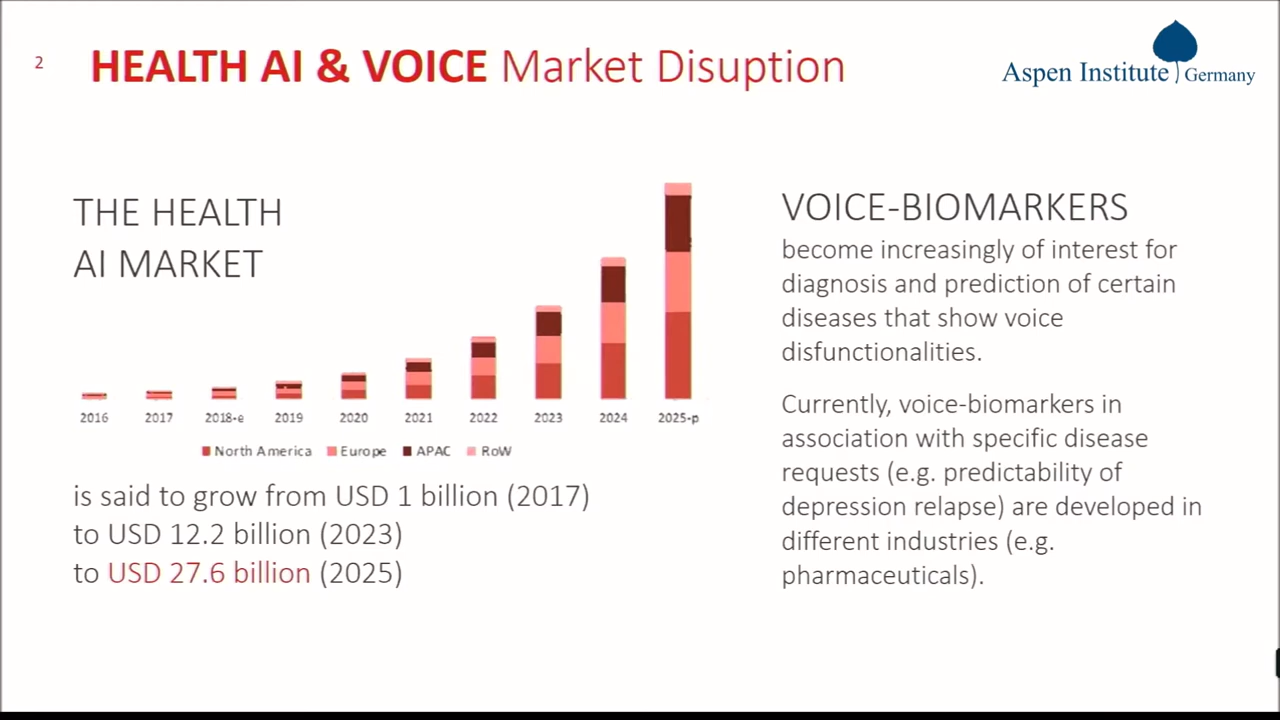 2
HEALTH AI & VOICE Market Disuption
Aspen Institute Germany
THE HEALTH
AI MARKET
2016 2017 2018-e 2019 2020 2021 2022 2023 2024 2025-p
North America Europe APAC RoW
is said to grow from USD 1 billion (2017)
to USD 12.2 billion (2023)
to USD 27.6 billion (2025)
VOICE-BIOMARKERS
become increasingly of interest for
diagnosis and prediction of certain
diseases that show voice
disfunctionalities.
Currently, voice-biomarkers in
association with specific disease
requests (e.g. predictability of
depression relapse) are developed in
different industries (e.g.
pharmaceuticals).